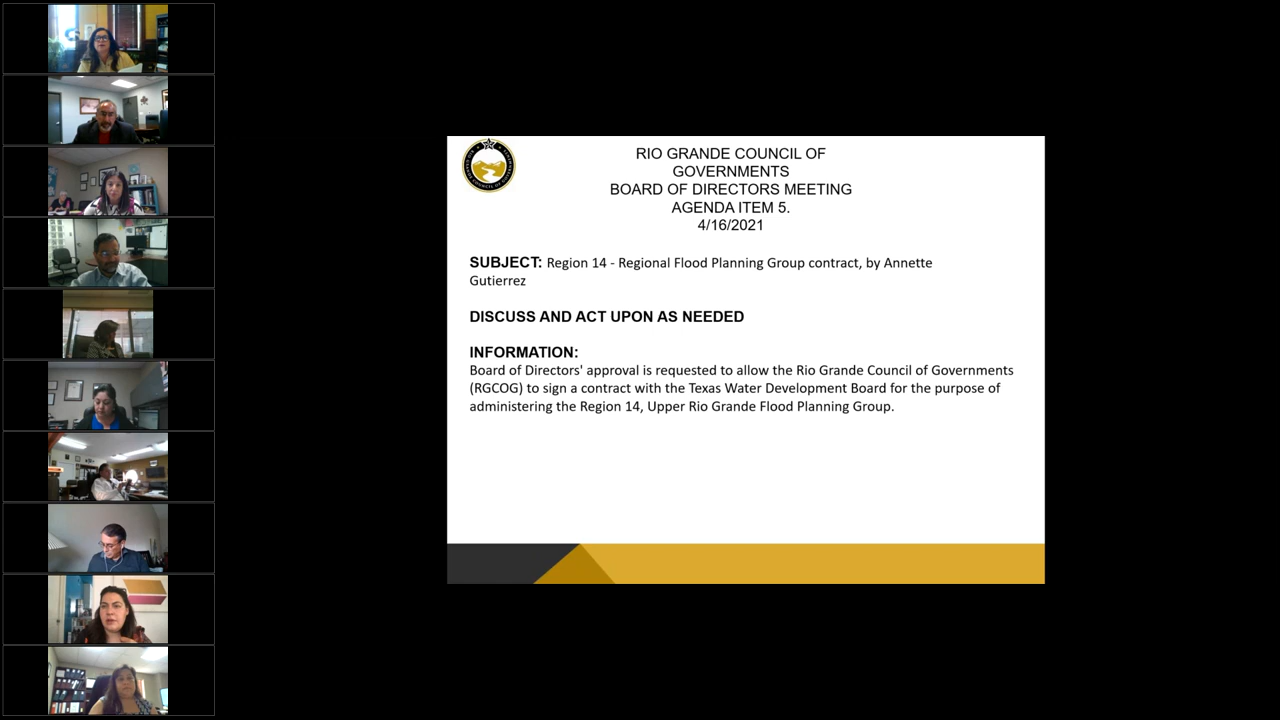 RIO GRANDE COUNCIL OF
GOVERNMENTS
BOARD OF DIRECTORS MEETING
AGENDA ITEM 5.
4/16/2021
SUBJECT: Region 14 - Regional Flood Planning Group contract, by Annette
Gutierrez
DISCUSS AND ACT UPON AS NEEDED
INFORMATION:
Board of Directors' approval is requested to allow the Rio Grande Council of Governments
(RGCOG) to sign a contract with the Texas Water Development Board for the purpose of
administering the Region 14, Upper Rio Grande Flood Planning Group.